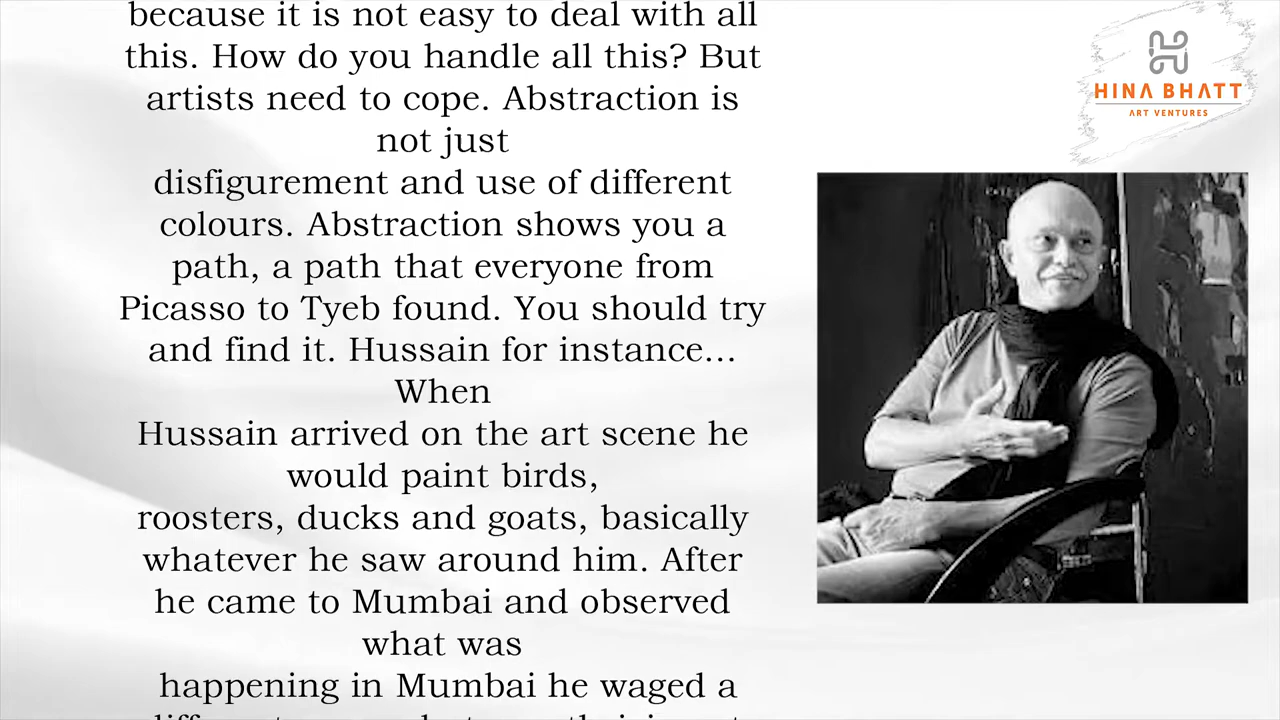 because it is not easy to deal with all
this. How do you handle all this? But
artists need to cope. Abstraction is
not just
disfigurement and use of different
colours. Abstraction shows you a
path, a path that everyone from
Picasso to Tyeb found. You should try
and find it. Hussain for instance...
When
Hussain arrived on the art scene he
would paint birds,
roosters, ducks and goats, basically
whatever he saw around him. After
he came to Mumbai and observed
what was
happening in Mumbai he waged a
HINA BHATT
ART VENTURES